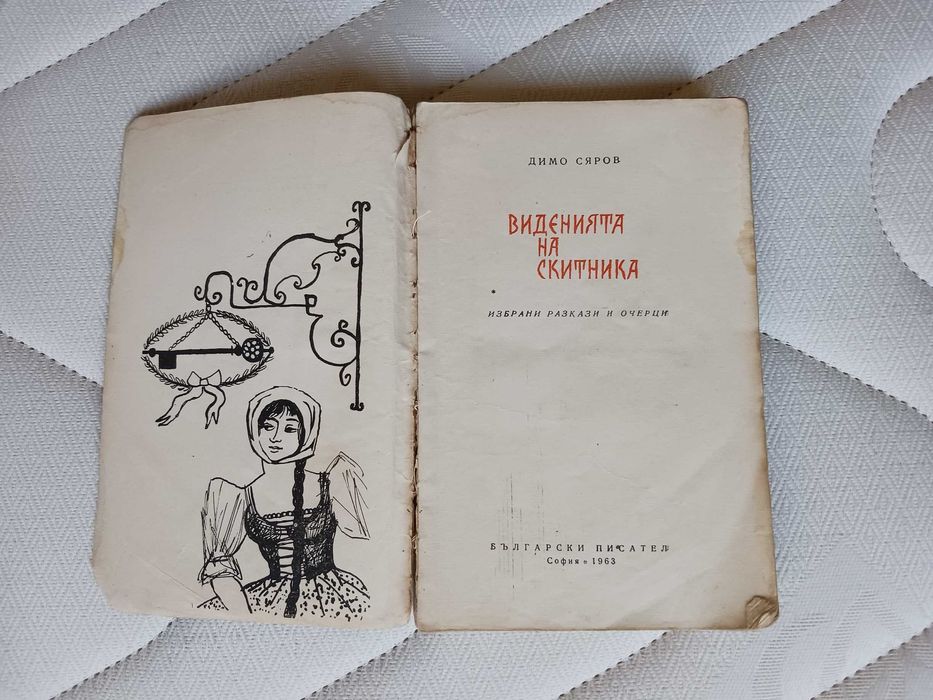 ДИМО СЯРОВ
ВИДЕНИЯТА
НА
СКИТНИКА
ИЗБРАНИ РАЗКАЗИ И ОЧЕРЦИ
БЪЛГАРСКИ ПИСАТЕЛ
София • 1963